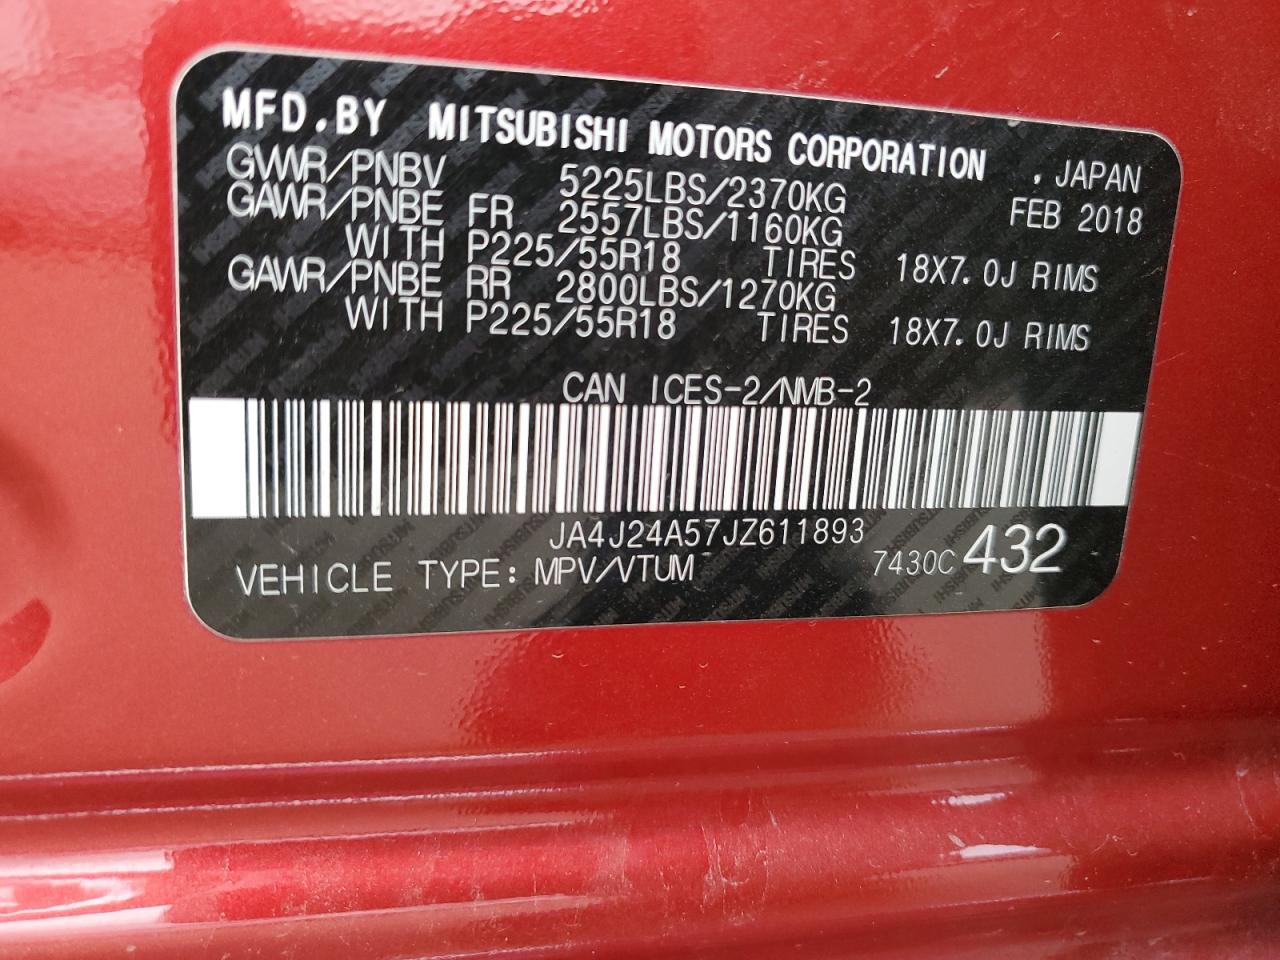 MFD.BY MITSUBISHI MOTORS CORPORATION .JAPAN
GVWR/PNBV 5225LBS/2370KG FEB 2018
GAWR/PNBE FR 2557LBS/1160KG
WITH P225/55R18 TIRES 18X7.0J RIMS
GAWR/PNBE RR 2800LBS/1270KG
WITH P225/55R18 TIRES 18X7.0J RIMS
CAN ICES-2/NMB-2
JA4J24A57JZ611893
VEHICLE TYPE: MPV/VTUM 7430C 432